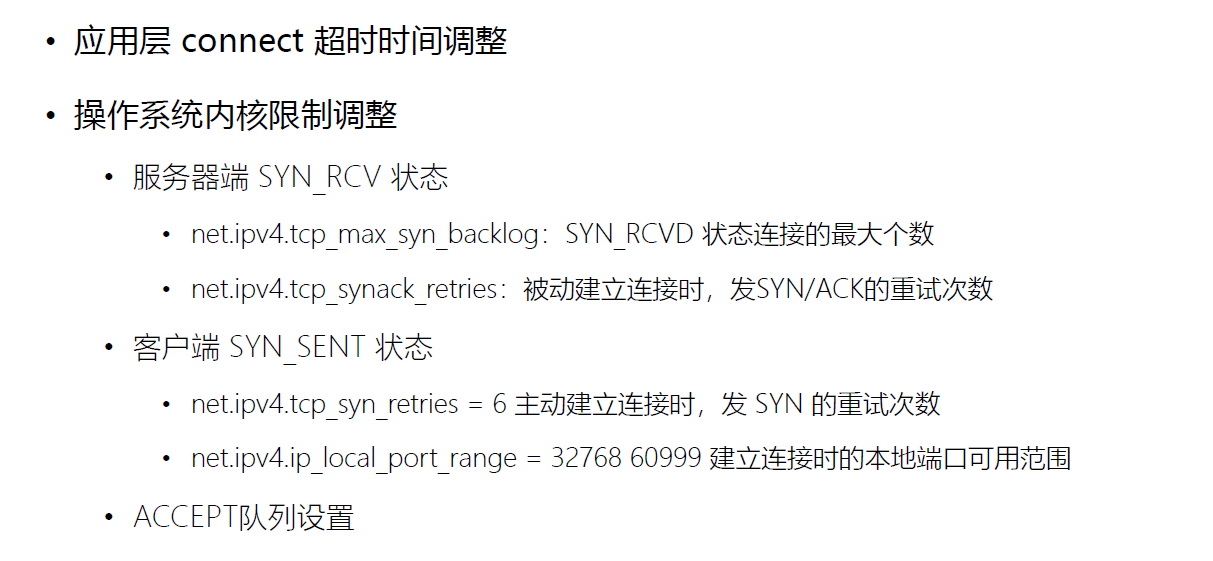 • 应用层 connect 超时时间调整
• 操作系统内核限制调整
• 服务器端 SYN_RCV 状态
• net.ipv4.tcp_max_syn_backlog：SYN_RCVD 状态连接的最大个数
• net.ipv4.tcp_synack_retries：被动建立连接时，发SYN/ACK的重试次数
• 客户端 SYN_SENT 状态
• net.ipv4.tcp_syn_retries = 6 主动建立连接时，发 SYN 的重试次数
• net.ipv4.ip_local_port_range = 32768 60999 建立连接时的本地端口可用范围
• ACCEPT队列设置